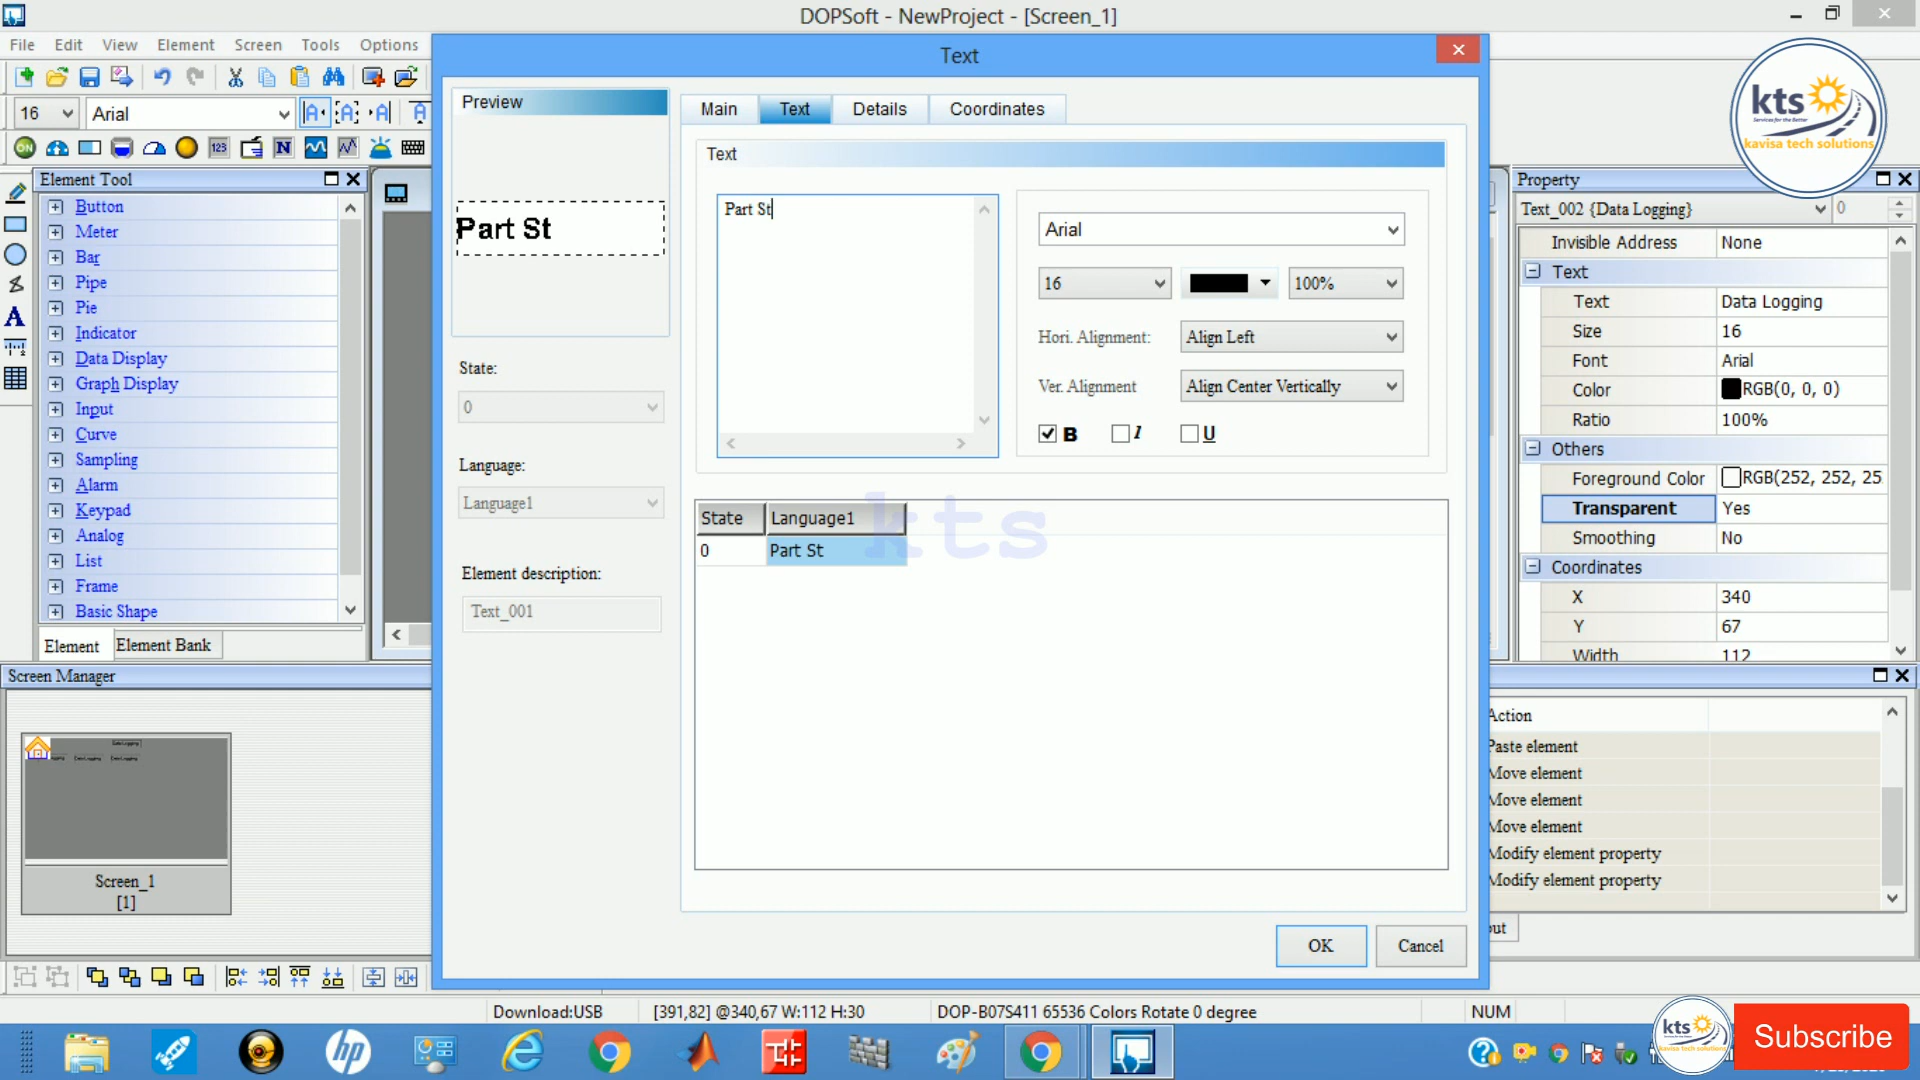 DOPSoft - NewProject - [Screen_1]
File Edit View Element Screen Tools Options
Text
16 Arial
Preview
Main Text Details Coordinates
Text
kts
Services for the Better
kavisa tech solutions
Element Tool
Button
Meter
Bar
Pipe
Pie
Indicator
Data Display
Graph Display
Input
Curve
Sampling
Alarm
Keypad
Analog
List
Frame
Basic Shape
Element Element Bank
Part St
State:
0
Language:
Language1
Element description:
Text_001
Part St
Arial
16 100%
Hori. Alignment: Align Left
Ver. Alignment Align Center Vertically
B I U
State Language1
0 Part St
kts
OK Cancel
Property
Text_002 {Data Logging} 0
Invisible Address None
Text
Text Data Logging
Size 16
Font Arial
Color RGB(0, 0, 0)
Ratio 100%
Others
Foreground Color RGB(252, 252, 25
Transparent Yes
Smoothing No
Coordinates
X 340
Y 67
Width 112
Screen Manager
Screen_1
[1]
Action
Paste element
Move element
Move element
Move element
Modify element property
Modify element property
Download:USB [391,82] @340,67 W:112 H:30 DOP-B07S411 65536 Colors Rotate 0 degree NUM
kts
Subscribe